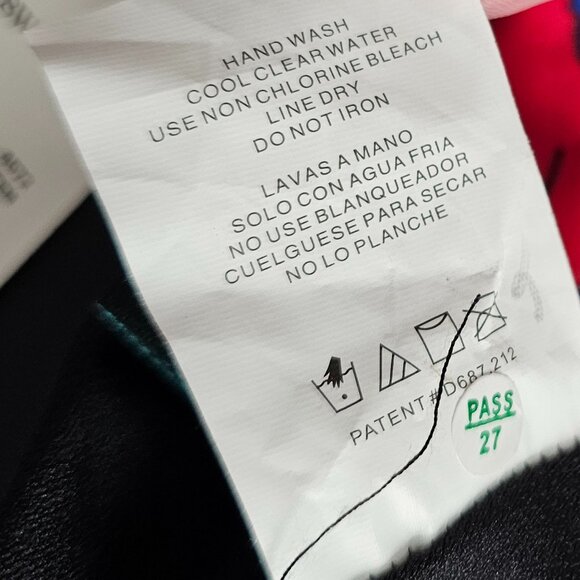 HAND WASH
COOL CLEAR WATER
USE NON CHLORINE BLEACH
LINE DRY
DO NOT IRON
LAVAS A MANO
SOLO CON AGUA FRIA
NO USE BLANQUEADOR
CUELGUESE PARA SECAR
NO LO PLANCHE
PATENT #D687,212
PASS
27